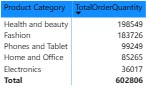 Product Category TotalOrderQuantity
Health and beauty 198549
Fashion 183726
Phones and Tablet 99249
Home and Office 85265
Electronics 36017
Total 602806